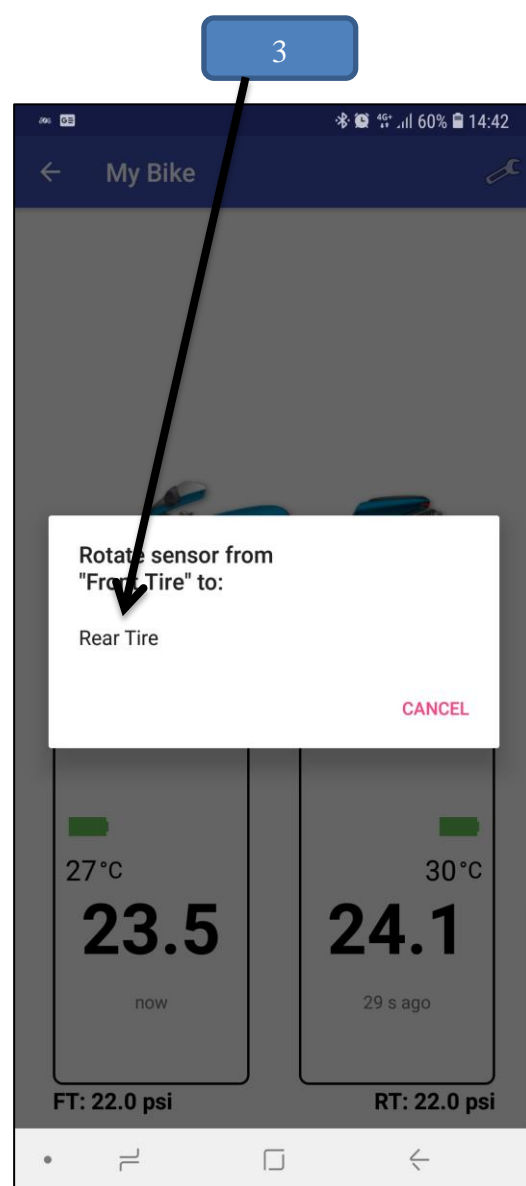 3
4G+ 60% 14:42
My Bike
Rotate sensor from
"Front Tire" to:
Rear Tire
CANCEL
27°C 30°C
23.5 24.1
now 29 s ago
FT: 22.0 psi RT: 22.0 psi